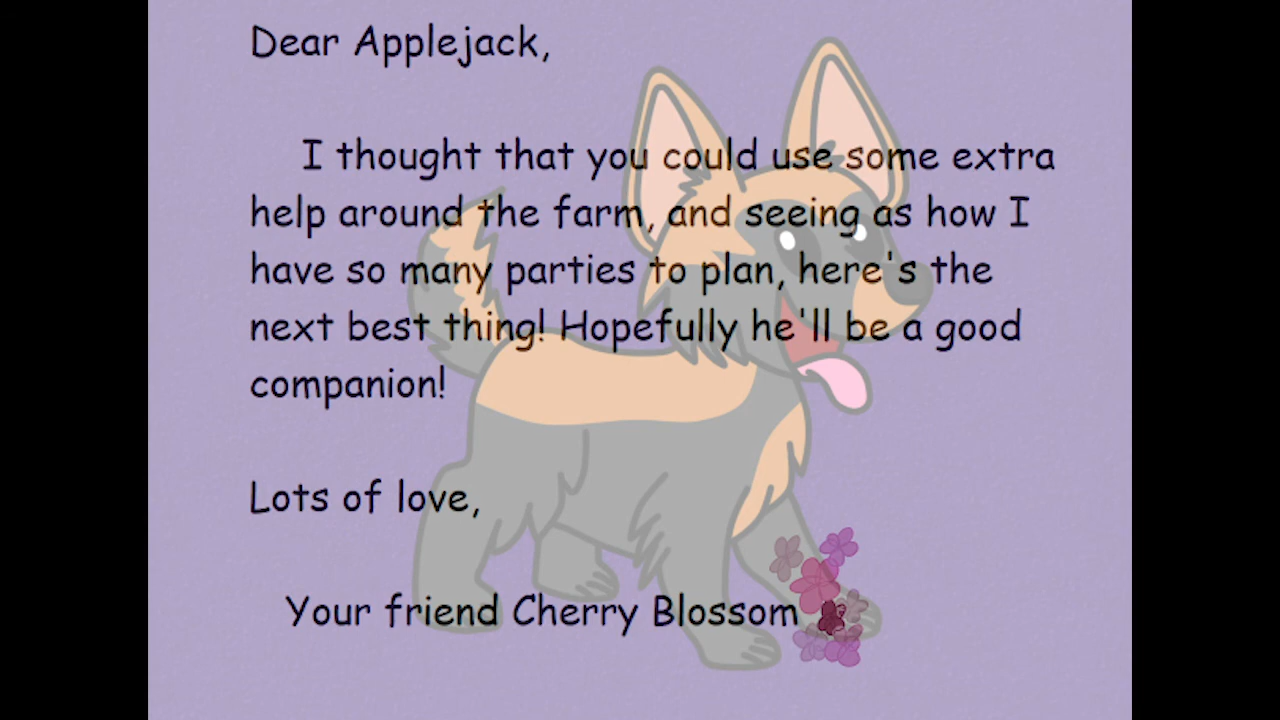 Dear Applejack,
I thought that you could use some extra
help around the farm, and seeing as how I
have so many parties to plan, here's the
next best thing! Hopefully he'll be a good
companion!
Lots of love,
Your friend Cherry Blossom